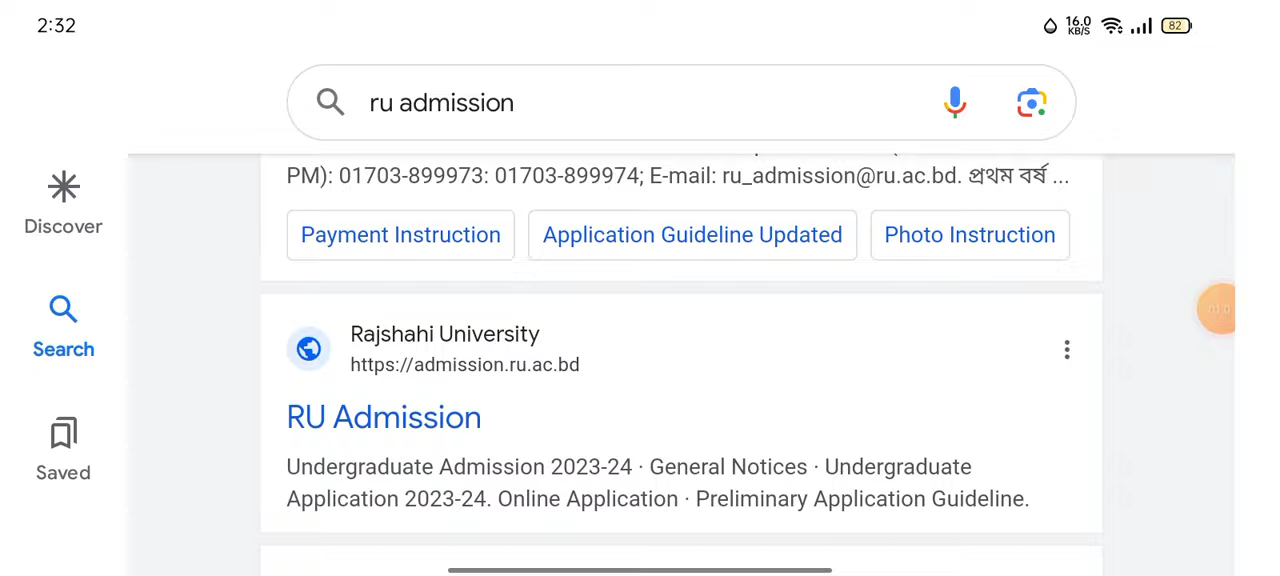 2:32
16.0
KB/S
82
ru admission
PM): 01703-899973: 01703-899974; E-mail: ru_admission@ru.ac.bd. প্রথম বর্ষ ...
Discover
Payment Instruction
Application Guideline Updated
Photo Instruction
Search
Rajshahi University
https://admission.ru.ac.bd
RU Admission
Saved
Undergraduate Admission 2023-24 · General Notices · Undergraduate
Application 2023-24. Online Application · Preliminary Application Guideline.